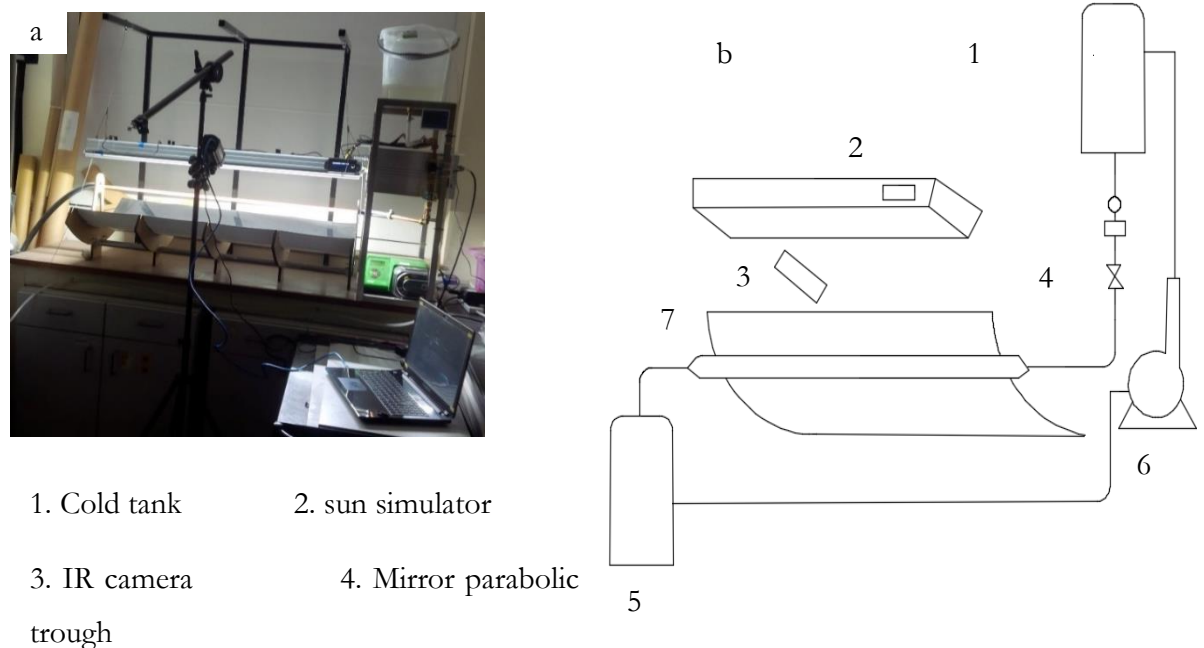 a
b
1
2
3
4
7
6
5
1. Cold tank 2. sun simulator
3. IR camera 4. Mirror parabolic
trough